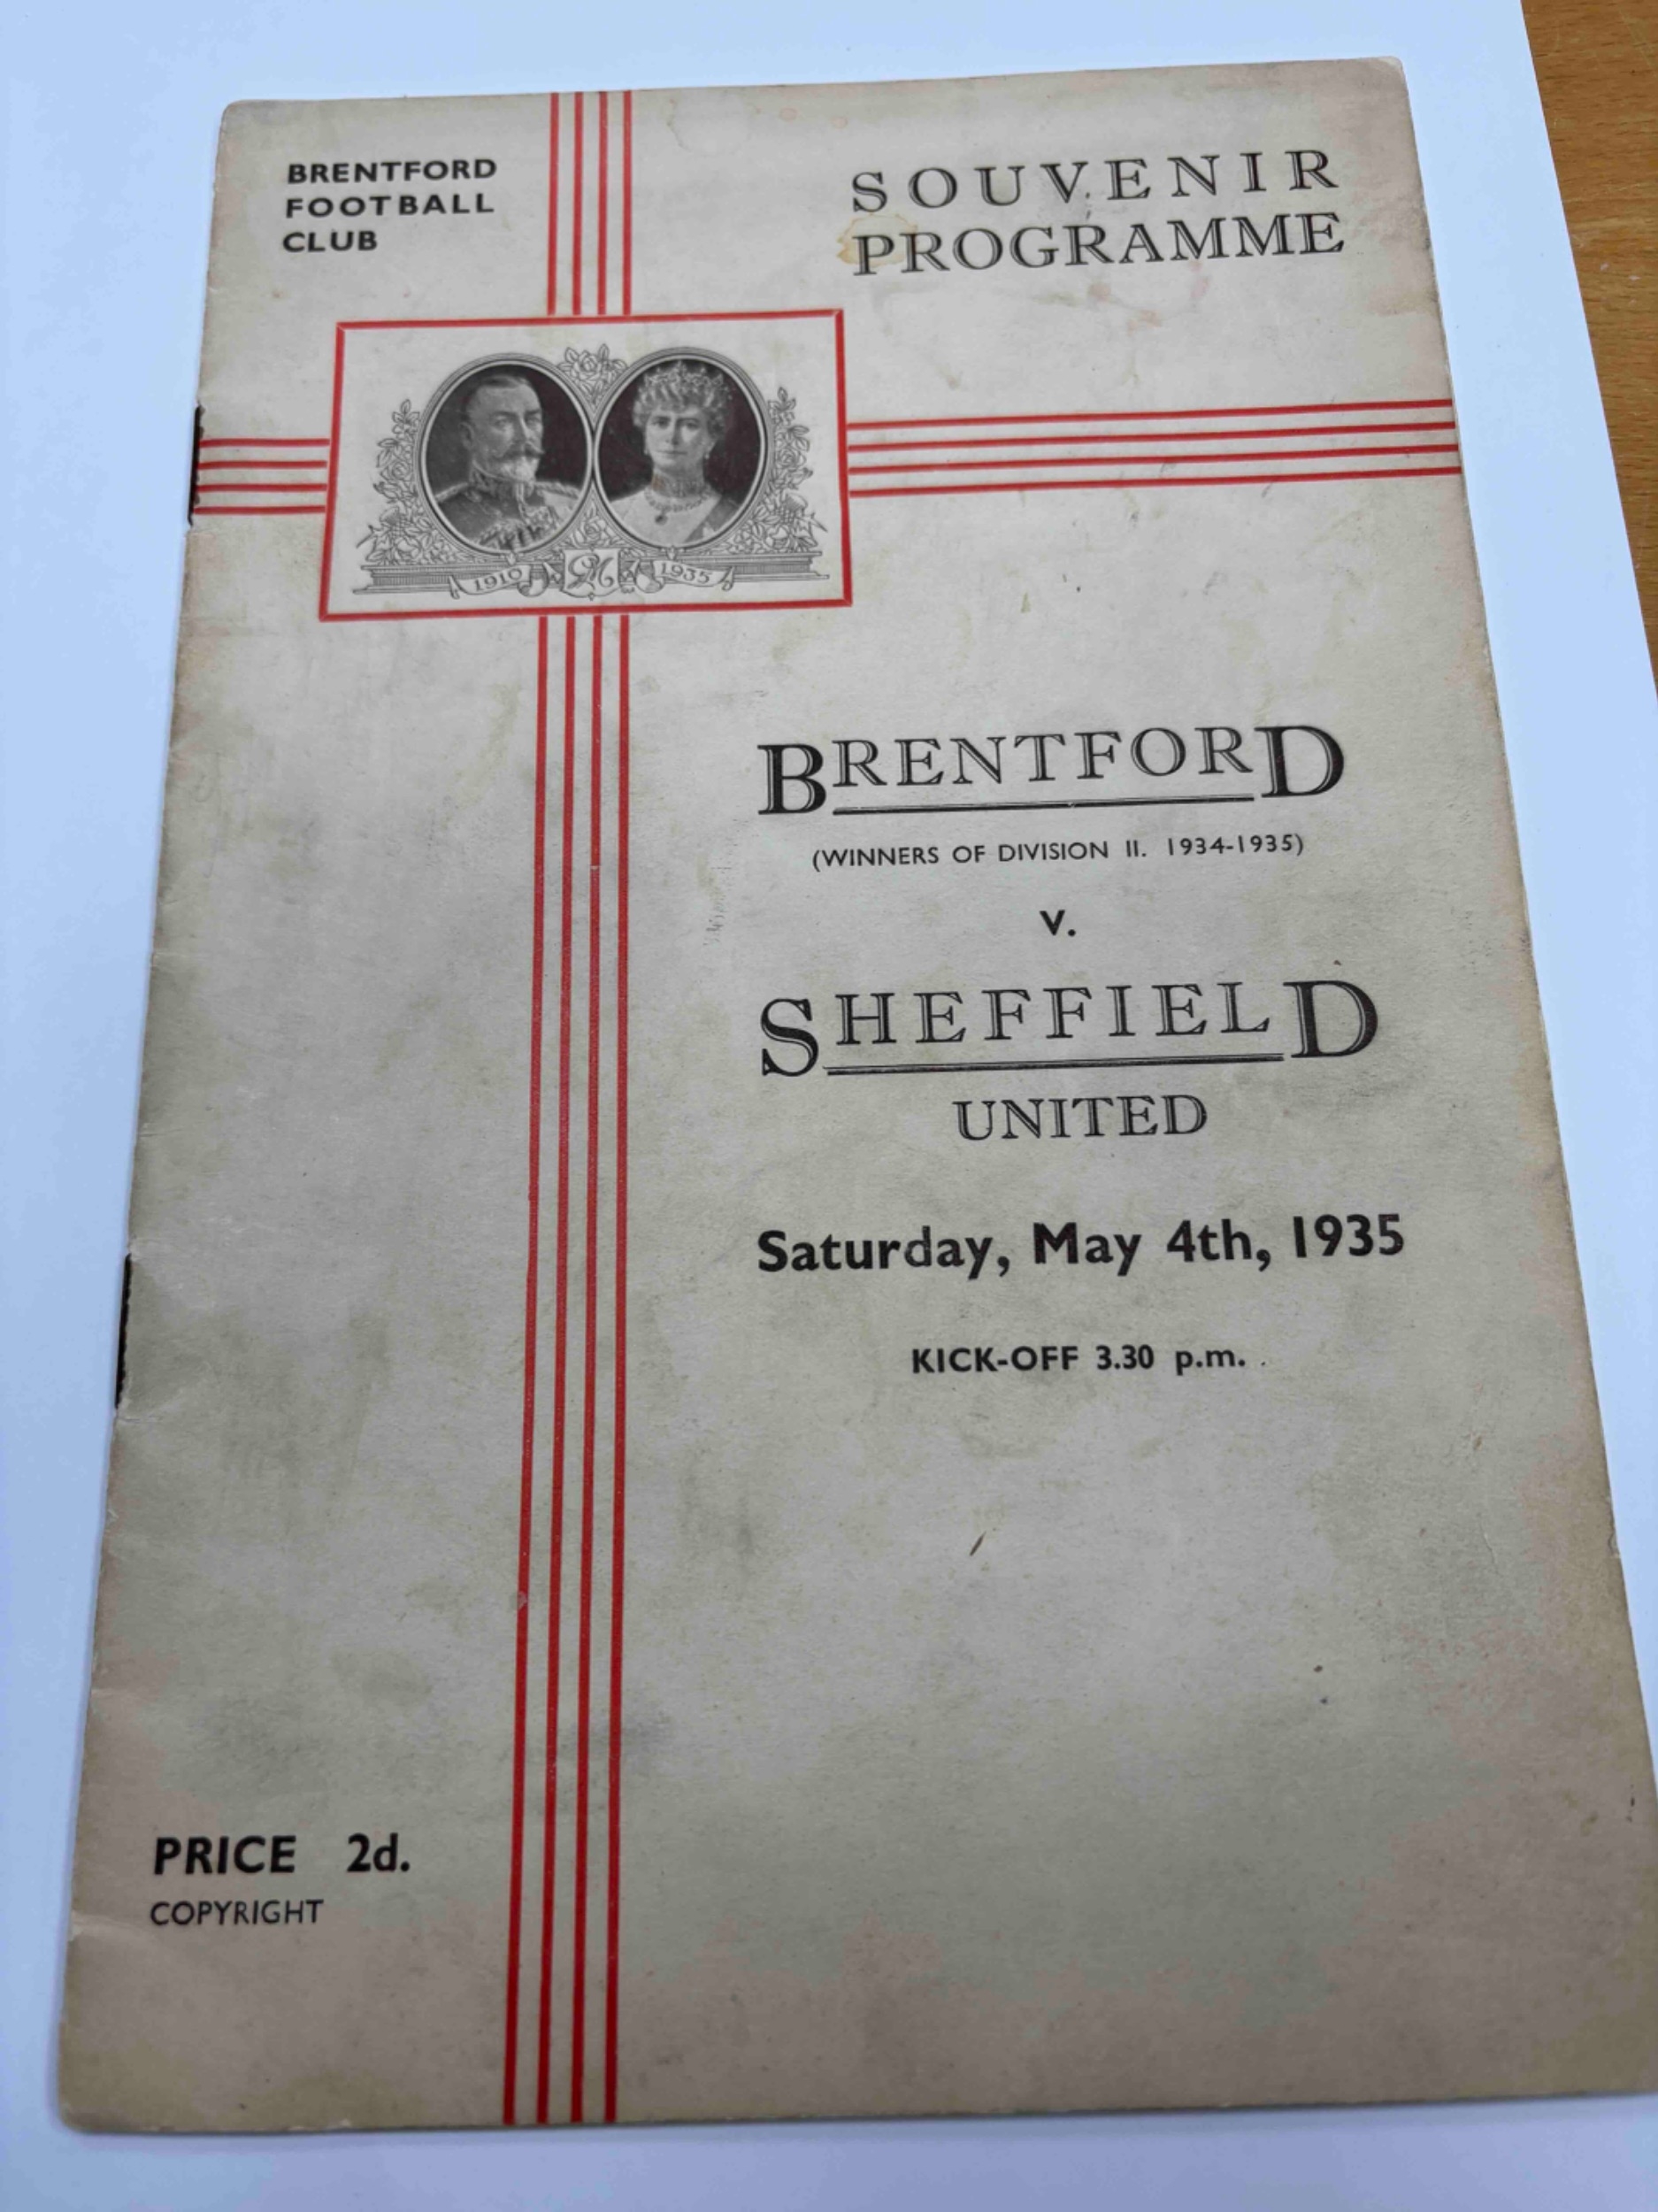 BRENTFORD
FOOTBALL
CLUB
SOUVENIR
PROGRAMME
1910 1935
BRENTFORD
(WINNERS OF DIVISION II. 1934-1935)
v.
SHEFFIELD
UNITED
Saturday, May 4th, 1935
KICK-OFF 3.30 p.m.
PRICE 2d.
COPYRIGHT